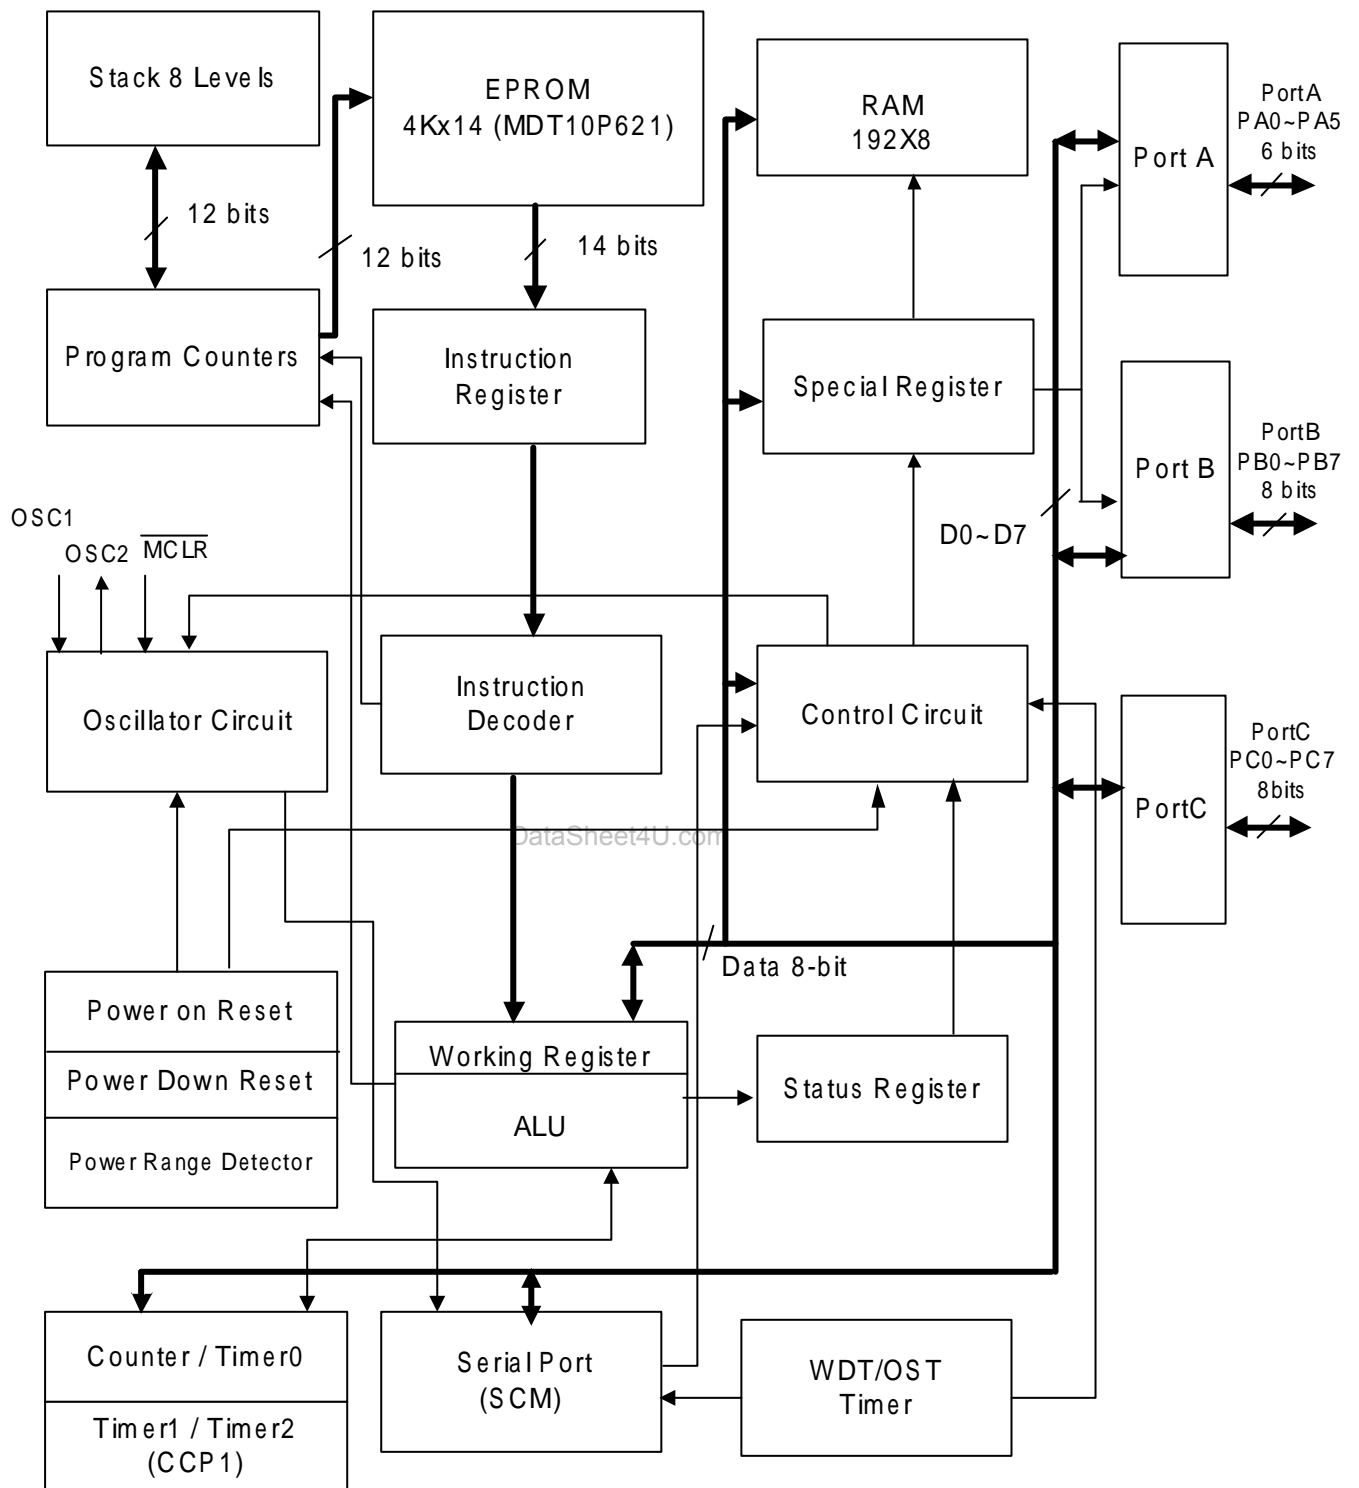 Stack 8 Levels
EPROM
4Kx14 (MDT10P621)
RAM
192X8
Port A
PortA
PA0~PA5
6 bits
12 bits
12 bits
14 bits
Program Counters
Instruction
Register
Special Register
Port B
PortB
PB0~PB7
8 bits
OSC1
OSC2
MCLR
D0~D7
Oscillator Circuit
Instruction
Decoder
Control Circuit
PortC
PortC
PC0~PC7
8bits
DataSheet4U.com
Data 8-bit
Power on Reset
Power Down Reset
Power Range Detector
Working Register
ALU
Status Register
Counter / Timer0
Timer1 / Timer2
(CCP1)
Serial Port
(SCM)
WDT/OST
Timer